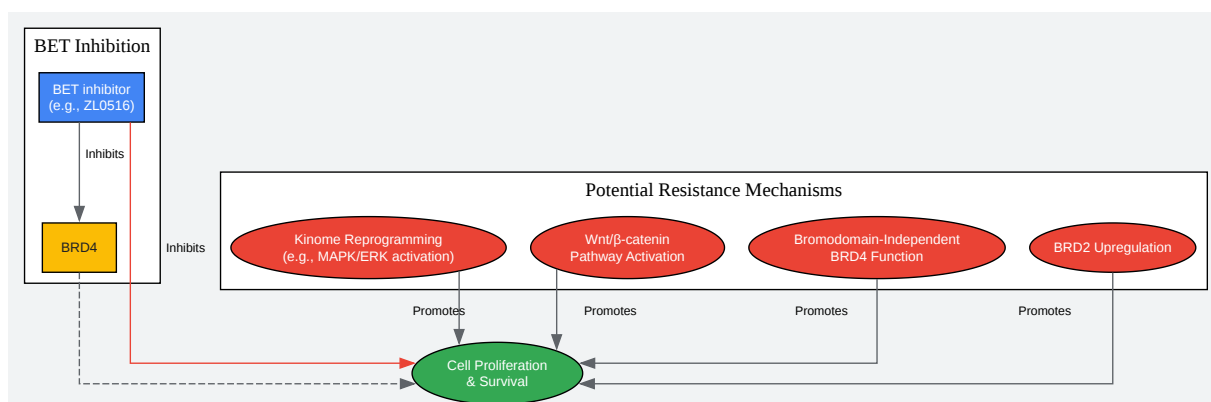 BET Inhibition
BET inhibitor
(e.g., ZL0516)
Inhibits
BRD4
Inhibits
Potential Resistance Mechanisms
Kinome Reprogramming
(e.g., MAPK/ERK activation)
Wnt/β-catenin
Pathway Activation
Bromodomain-Independent
BRD4 Function
BRD2 Upregulation
Promotes
Promotes
Promotes
Promotes
Cell Proliferation
& Survival